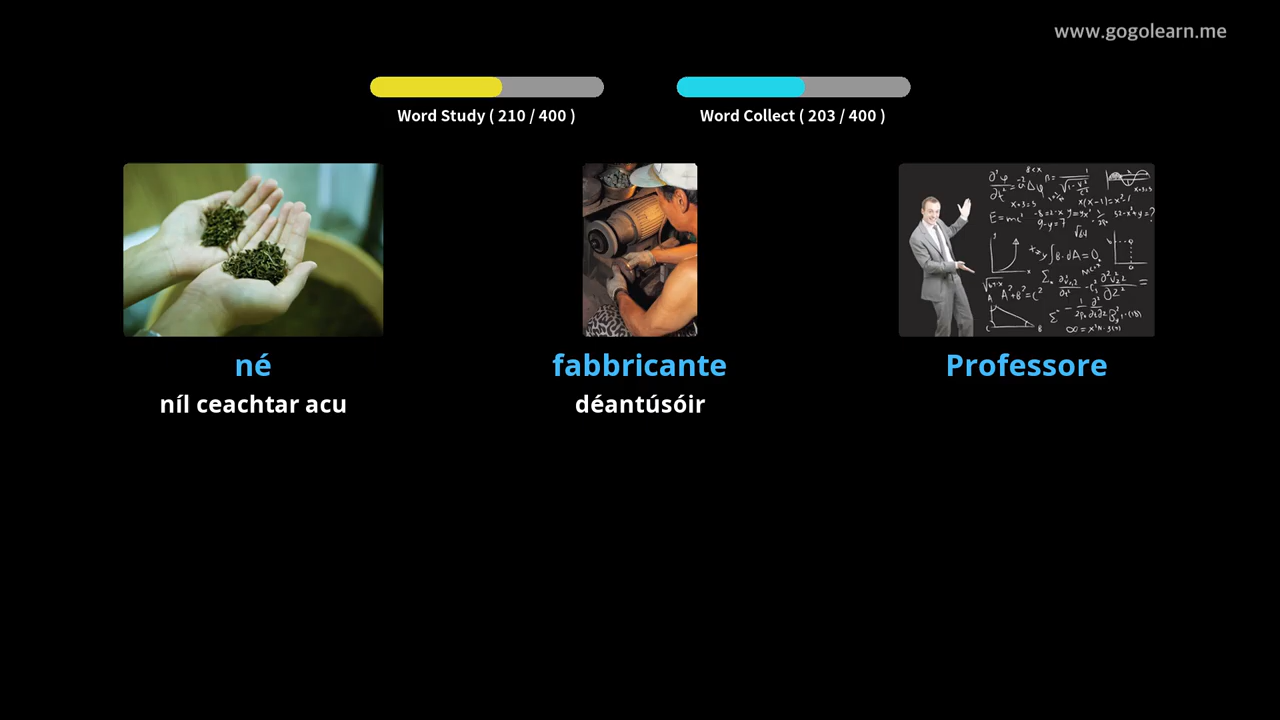 www.gogolearn.me
Word Study ( 210 / 400 )
Word Collect ( 203 / 400 )
né
fabbricante
Professore
níl ceachtar acu
déantúsóir